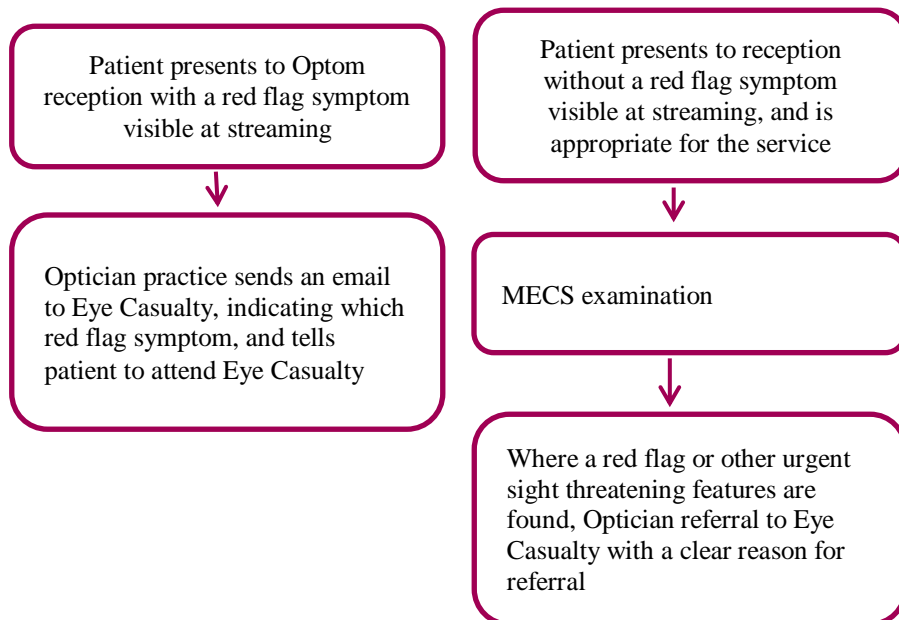 Patient presents to Optom
reception with a red flag symptom
visible at streaming
Optician practice sends an email
to Eye Casualty, indicating which
red flag symptom, and tells
patient to attend Eye Casualty
Patient presents to reception
without a red flag symptom
visible at streaming, and is
appropriate for the service
MECS examination
Where a red flag or other urgent
sight threatening features are
found, Optician referral to Eye
Casualty with a clear reason for
referral